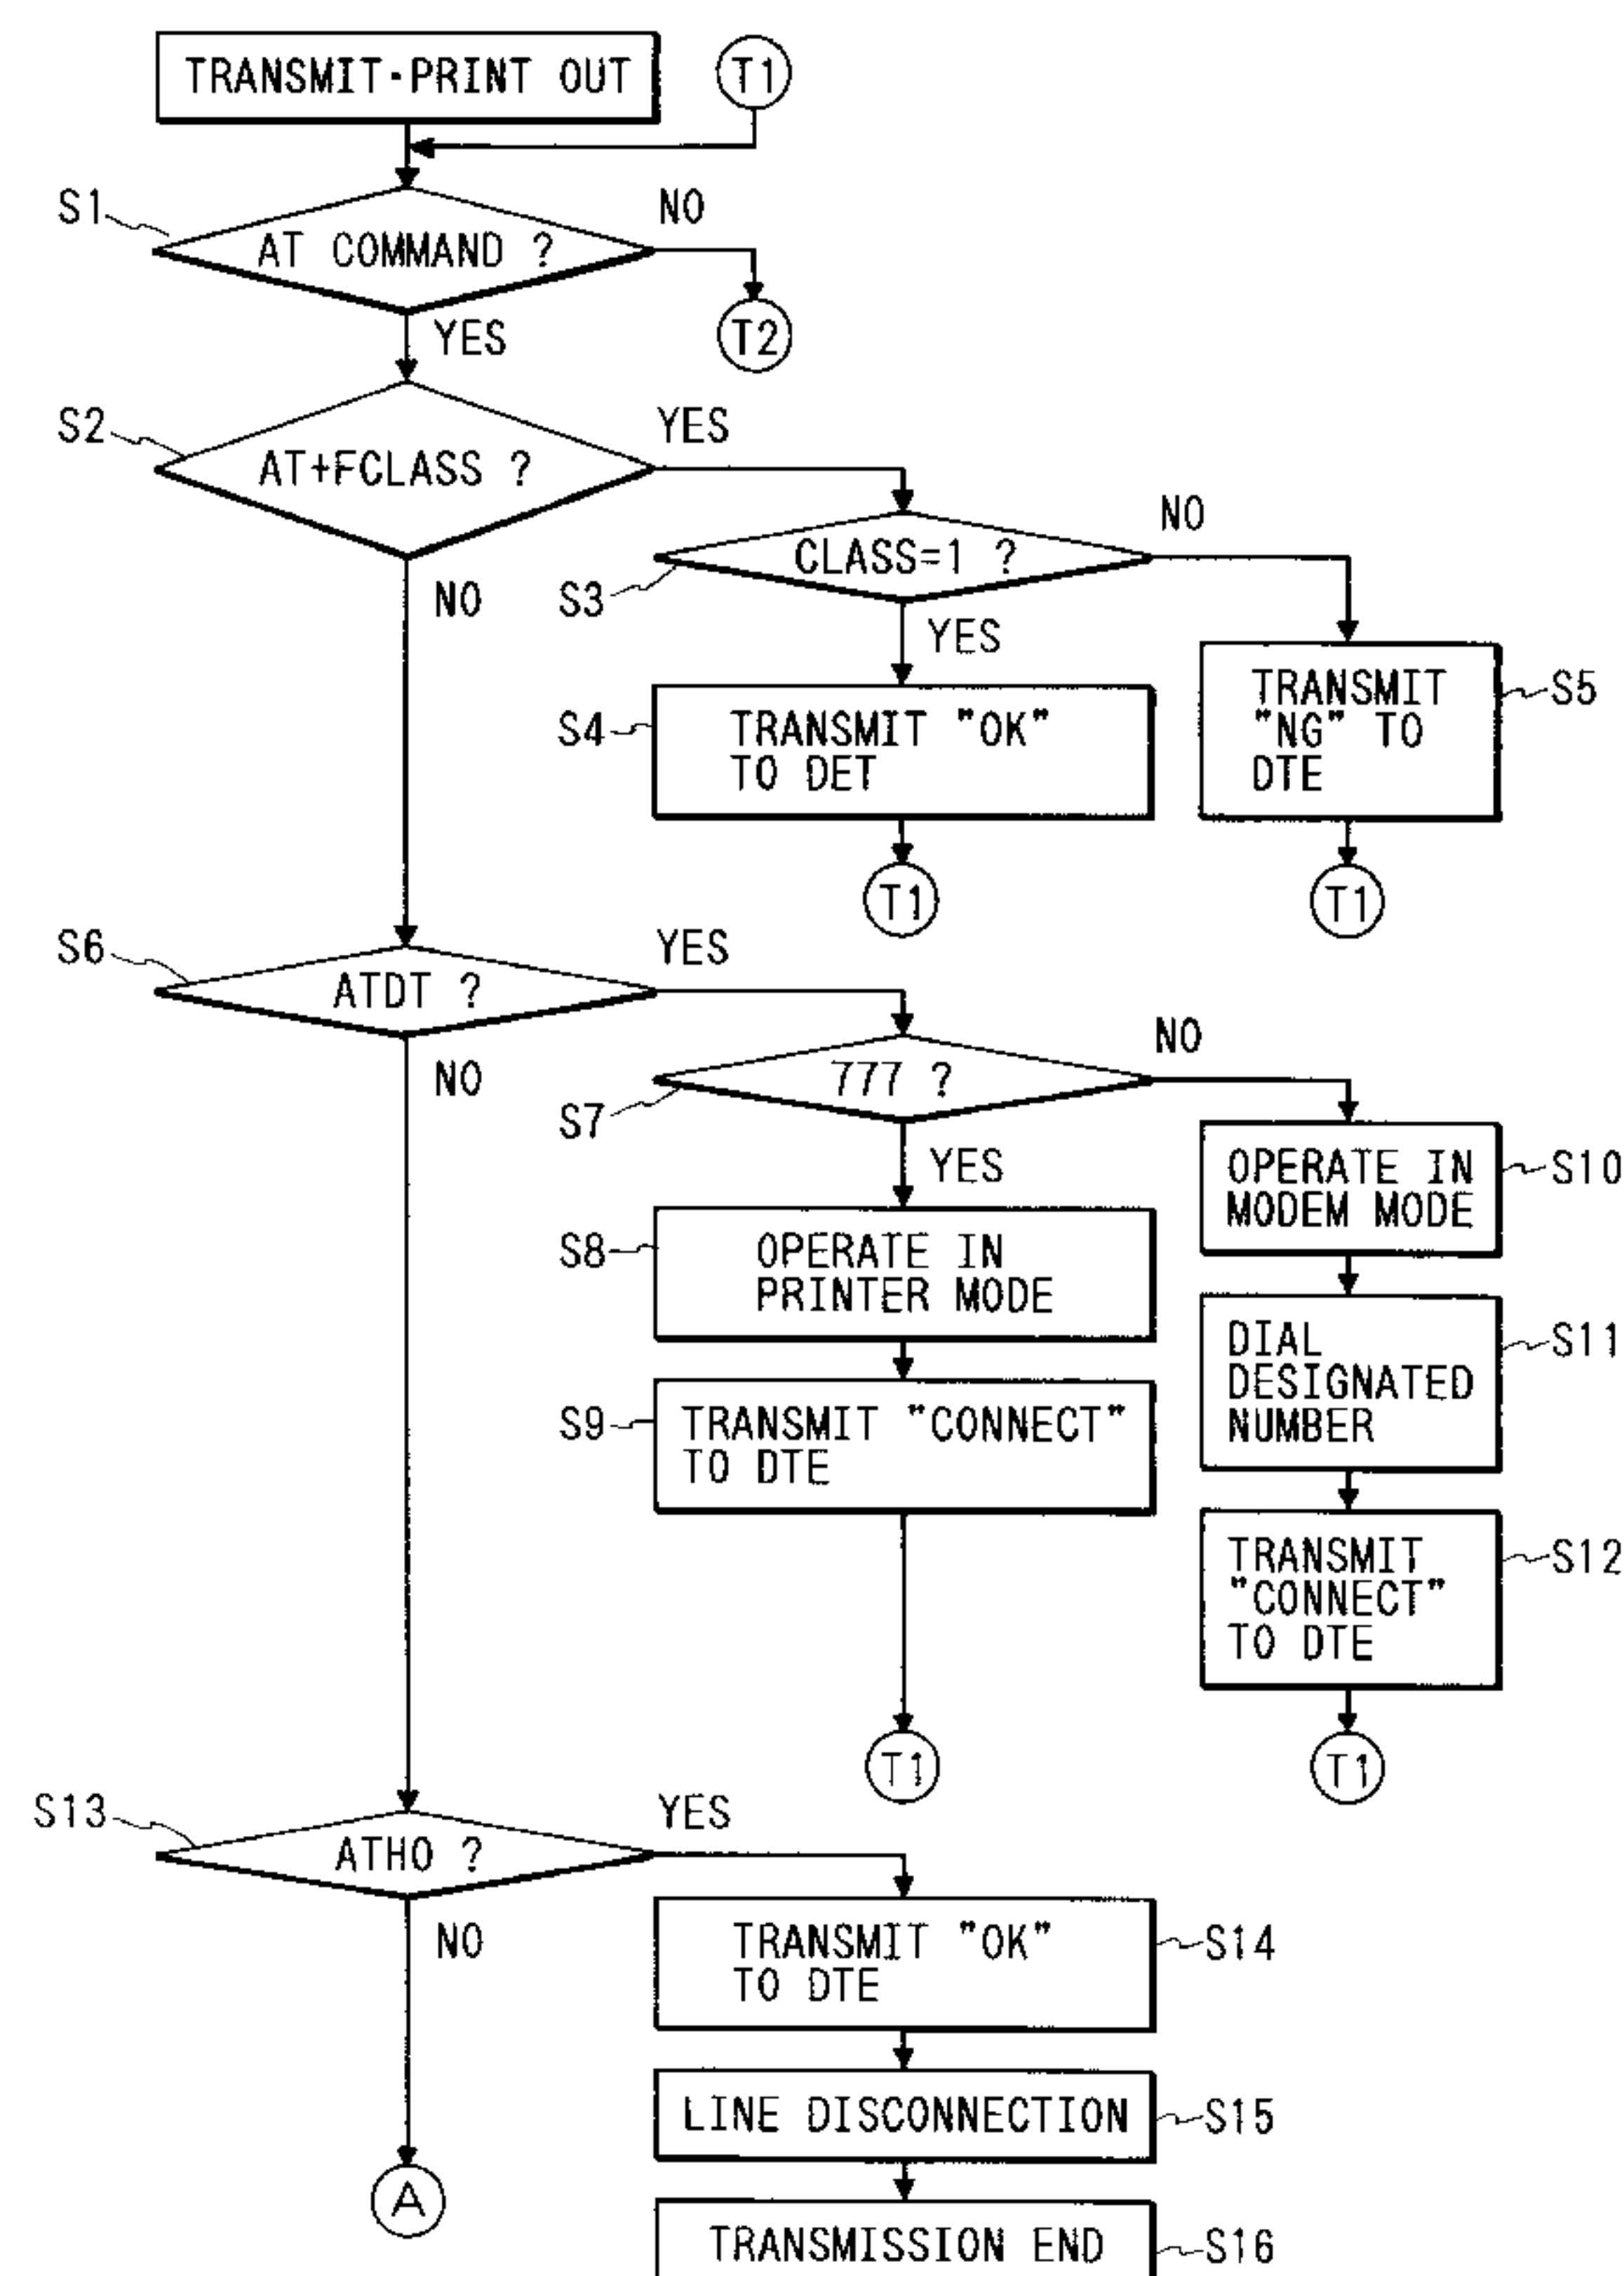 TRANSMIT·PRINT OUT
T1
S1
AT COMMAND ?
NO
T2
YES
S2
AT+FCLASS ?
YES
NO
S3
CLASS=1 ?
NO
YES
S4
TRANSMIT "OK"
TO DET
TRANSMIT
"NG" TO
DTE
S5
T1
T1
S6
ATDT ?
YES
NO
S7
777 ?
NO
YES
S8
OPERATE IN
PRINTER MODE
OPERATE IN
MODEM MODE
S10
S9
TRANSMIT "CONNECT"
TO DTE
DIAL
DESIGNATED
NUMBER
S11
TRANSMIT
"CONNECT"
TO DTE
S12
T1
T1
S13
ATH0 ?
YES
NO
TRANSMIT "OK"
TO DTE
S14
LINE DISCONNECTION
S15
A
TRANSMISSION END
S16